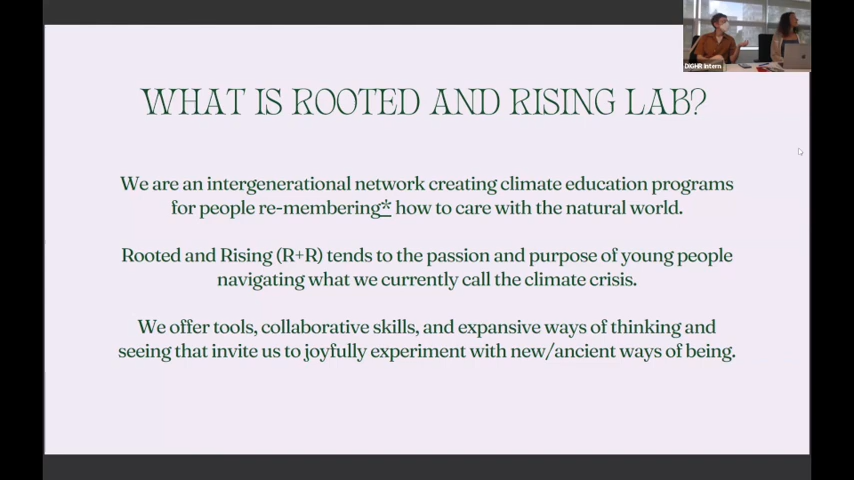 DIGHR Intern
WHAT IS ROOTED AND RISING LAB?
We are an intergenerational network creating climate education programs
for people re-membering* how to care with the natural world.
Rooted and Rising (R+R) tends to the passion and purpose of young people
navigating what we currently call the climate crisis.
We offer tools, collaborative skills, and expansive ways of thinking and
seeing that invite us to joyfully experiment with new/ancient ways of being.